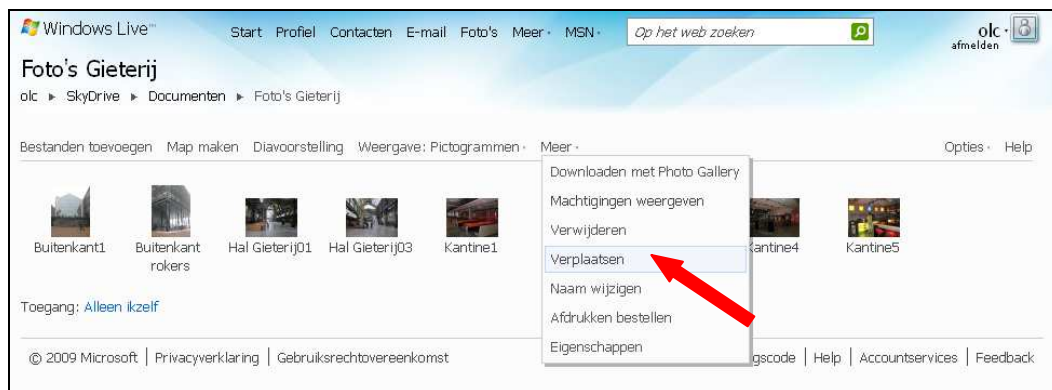 Windows Live™ Start Profiel Contacten E-mail Foto's Meer MSN Op het web zoeken olc
afmelden
Foto's Gieterij
olc ▸ SkyDrive ▸ Documenten ▸ Foto's Gieterij
Bestanden toevoegen Map maken Diavoorstelling Weergave: Pictogrammen Meer Opties Help
Downloaden met Photo Gallery
Machtigingen weergeven
Verwijderen
Verplaatsen
Naam wijzigen
Afdrukken bestellen
Eigenschappen
Buitenkant1 Buitenkant rokers Hal Gieterij01 Hal Gieterij03 Kantine1 Kantine4 Kantine5
Toegang: Alleen ikzelf
© 2009 Microsoft | Privacyverklaring | Gebruiksrechtovereenkomst gscode | Help | Accountservices | Feedback